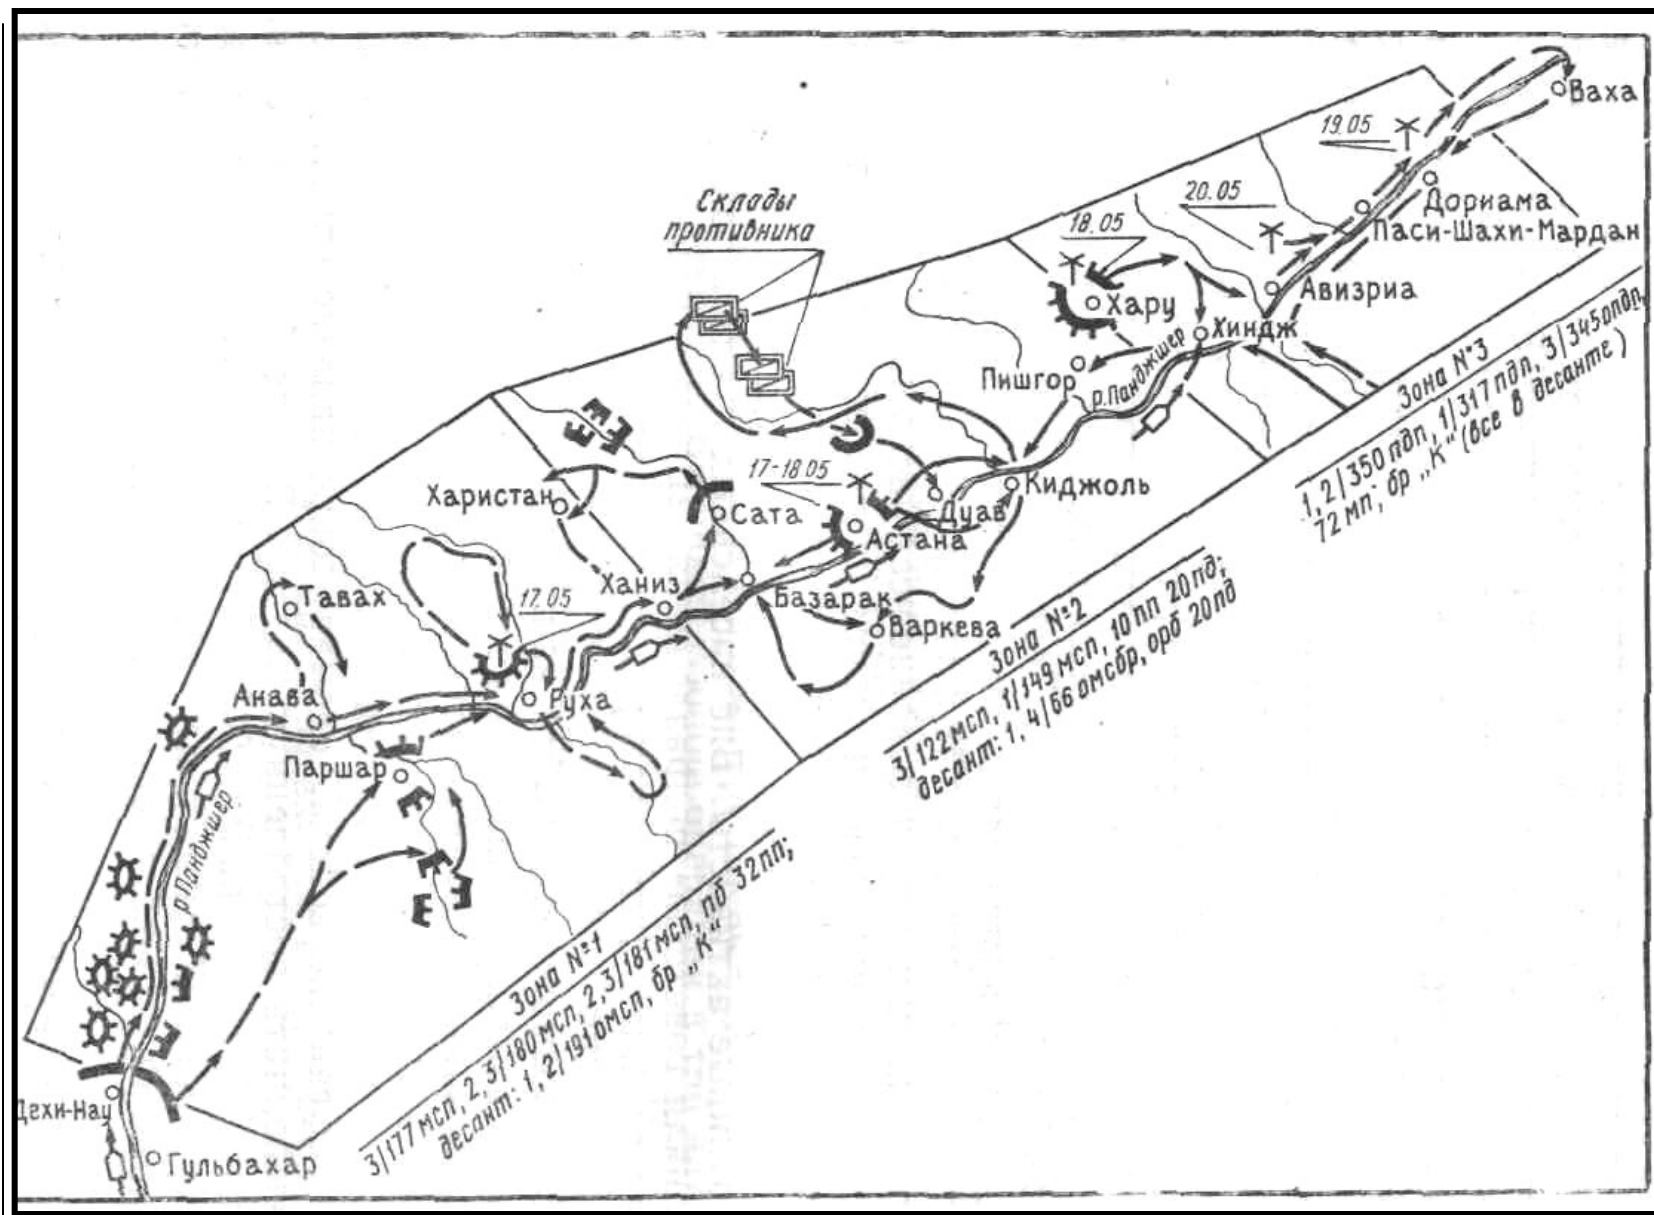 Ваха
19.05
Дориама
Паси-Шахи-Мардан
20.05
Склады
противника
18.05
Авизриа
Хару
Хиндж
Пишгор
р.Панджшер
Зона №3
1,2/350 пдп, 1/317 пдп, 3/345 опдп,
72 мп; бр „К“ (все в десанте)
17-18 05
Киджоль
Дуав
Харистан
Сата
Астана
Ханиз
Базарак
Варкева
Зона №2
3/122 мсп, 1/149 мсп, 10 пп 20 пд;
десант: 1, 4/66 омсбр, орб 20 пд
Тавах
17.05
Анава
Руха
Паршар
р Панджшер
Зона №1
3/177 мсп, 2,3/180 мсп, 2,3/181 мсп, пб 32 пп;
десант: 1, 2/191 омсп, бр „К“
Дехи-Нау
Гульбахар